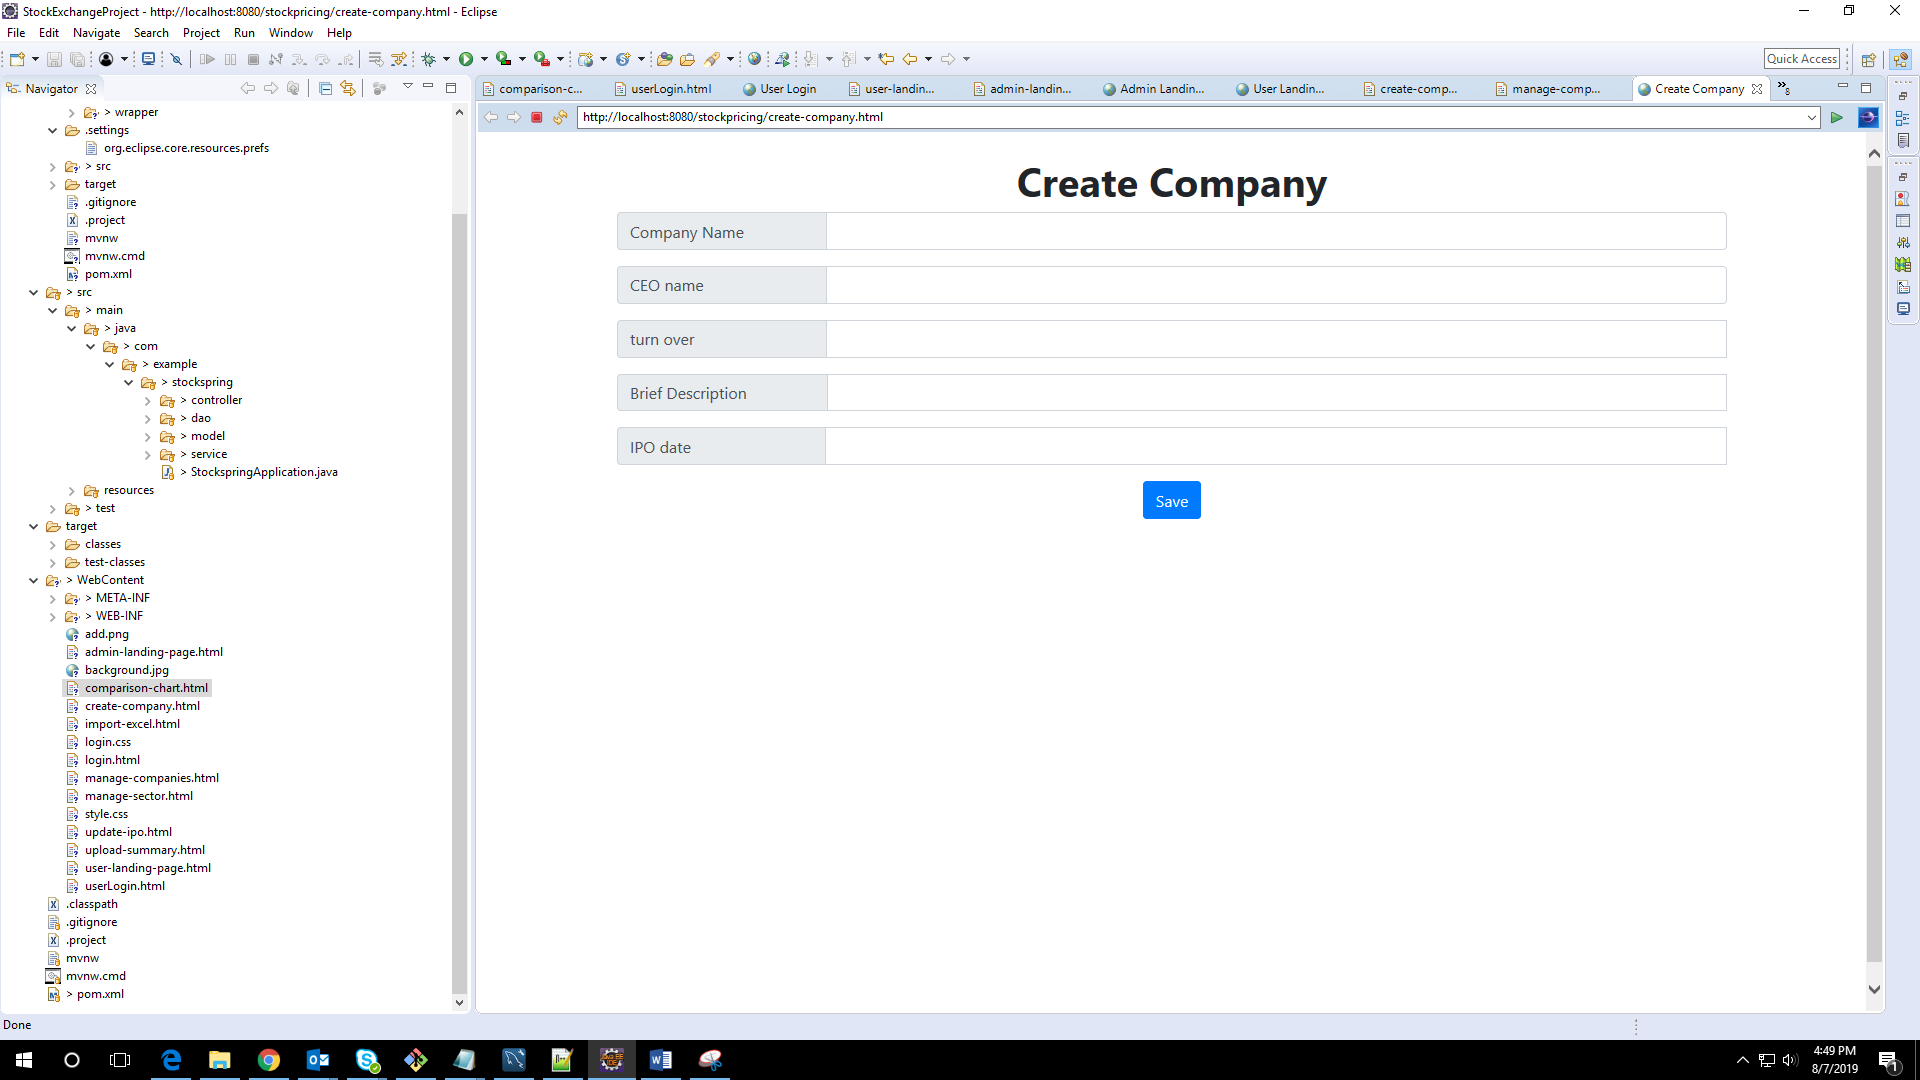 StockExchangeProject - http://localhost:8080/stockpricing/create-company.html - Eclipse
File Edit Navigate Search Project Run Window Help
Quick Access
Navigator
comparison-c... userLogin.html User Login user-landin... admin-landin... Admin Landin... User Landin... create-comp... manage-comp... Create Company »8
http://localhost:8080/stockpricing/create-company.html
> wrapper
.settings
org.eclipse.core.resources.prefs
> src
target
.gitignore
.project
mvnw
mvnw.cmd
pom.xml
> src
> main
> java
> com
> example
> stockspring
> controller
> dao
> model
> service
> StockspringApplication.java
resources
> test
target
classes
test-classes
> WebContent
> META-INF
> WEB-INF
add.png
admin-landing-page.html
background.jpg
comparison-chart.html
create-company.html
import-excel.html
login.css
login.html
manage-companies.html
manage-sector.html
style.css
update-ipo.html
upload-summary.html
user-landing-page.html
userLogin.html
.classpath
.gitignore
.project
mvnw
mvnw.cmd
> pom.xml
Create Company
Company Name
CEO name
turn over
Brief Description
IPO date
Save
Done
4:49 PM
8/7/2019
1